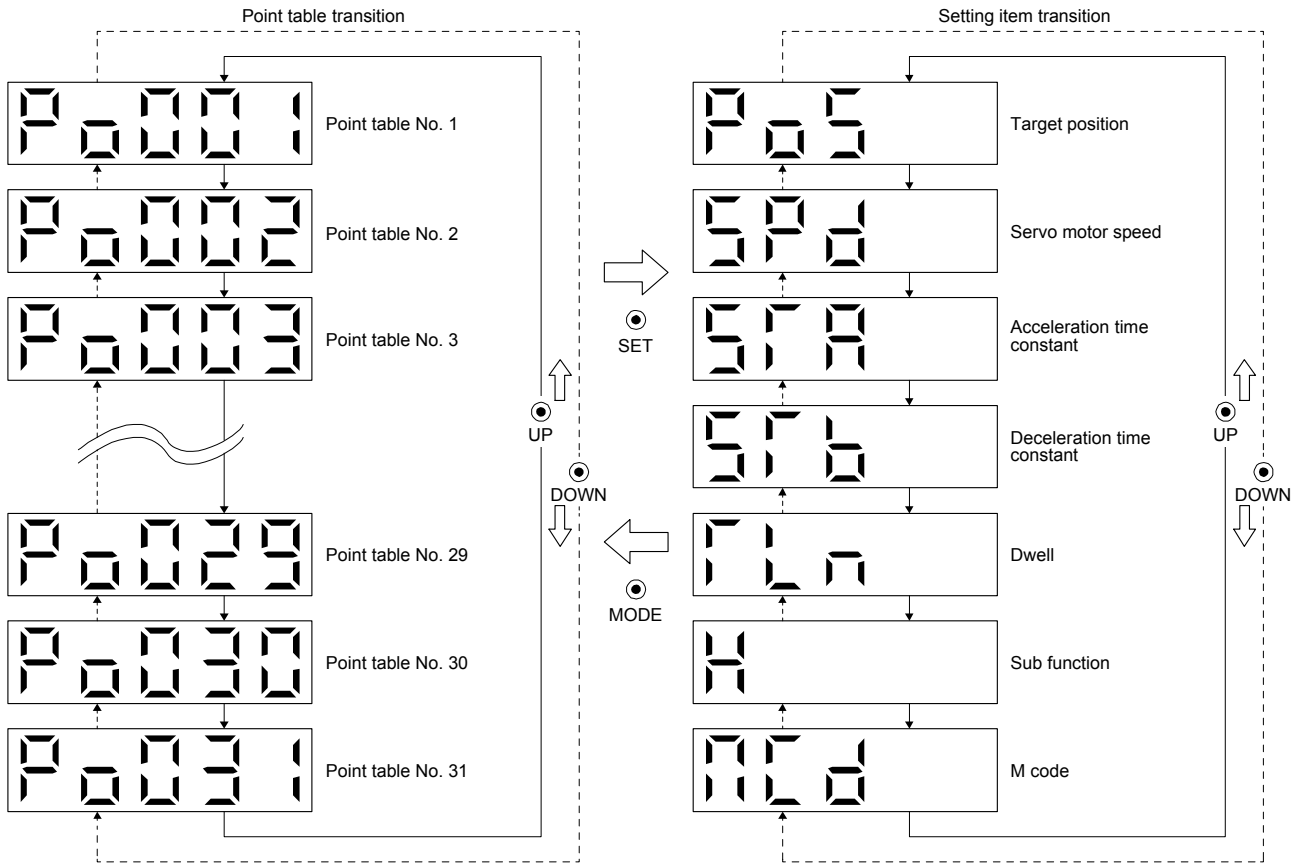 Point table transition
Po001
Point table No. 1
Po002
Point table No. 2
Po003
Point table No. 3
Po029
Point table No. 29
Po030
Point table No. 30
Po031
Point table No. 31
UP
DOWN
SET
MODE
Setting item transition
PoS
Target position
SPd
Servo motor speed
STA
Acceleration time
constant
STb
Deceleration time
constant
TLn
Dwell
H
Sub function
MCd
M code
UP
DOWN